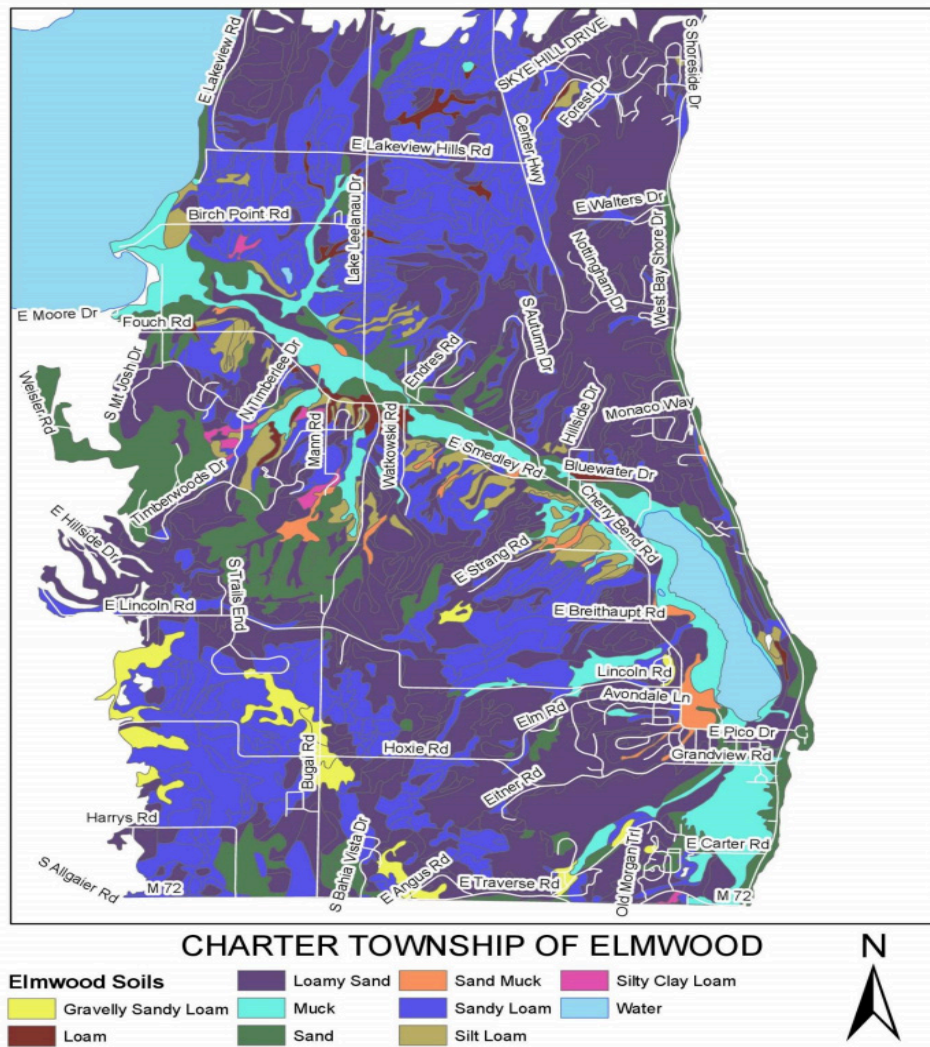 E Lakeview Rd
SKYE HILL DRIVE
S Shoreside Dr
Forest Dr
Center Hwy
E Lakeview Hills Rd
Lake Leelanau Dr
E Walters Dr
Birch Point Rd
Nottingham Dr
West Bay Shore Dr
E Moore Dr
Fouch Rd
S Autumn Dr
Endres Rd
Weisler Rd
S Mt Josh Dr
N Timberlee Dr
Hillside Dr
Monaco Way
Mann Rd
Watkowski Rd
E Smedley Rd
Bluewater Dr
Timberwoods Dr
Cherry Bend Rd
E Hillside Dr
S Trails End
E Strang Rd
E Lincoln Rd
E Breithaupt Rd
Lincoln Rd
Avondale Ln
Elm Rd
E Pico Dr
Bugai Rd
Hoxie Rd
Grandview Rd
Eitner Rd
Harrys Rd
S Bahia Vista Dr
Old Morgan Trl
E Carter Rd
S Allgaier Rd
M 72
E Angus Rd
E Traverse Rd
M 72
CHARTER TOWNSHIP OF ELMWOOD
N
Elmwood Soils
Gravelly Sandy Loam
Loam
Loamy Sand
Muck
Sand
Sand Muck
Sandy Loam
Silt Loam
Silty Clay Loam
Water